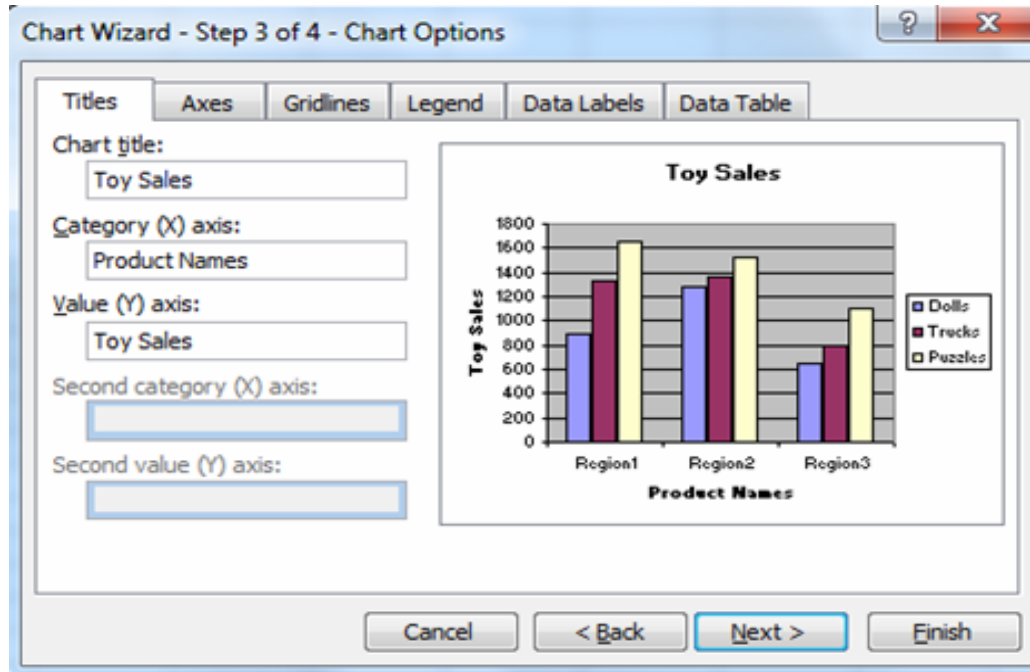 Chart Wizard - Step 3 of 4 - Chart Options
Titles Axes Gridlines Legend Data Labels Data Table
Chart title:
Toy Sales
Category (X) axis:
Product Names
Value (Y) axis:
Toy Sales
Second category (X) axis:
Second value (Y) axis:
Toy Sales
1800
1600
1400
1200
1000
800
600
400
200
0
Toy Sales
Region1 Region2 Region3
Product Names
Dolls
Trucks
Puzzles
Cancel < Back Next > Finish